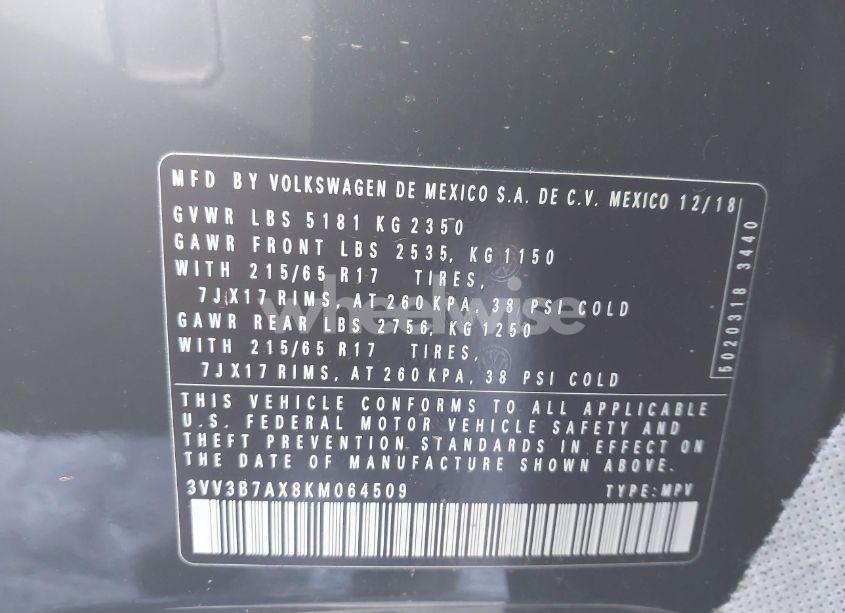 MFD BY VOLKSWAGEN DE MEXICO S.A. DE C.V. MEXICO 12/18
GVWR LBS 5181 KG 2350
GAWR FRONT LBS 2535, KG 1150
WITH 215/65 R17 TIRES,
7JX17 RIMS, AT 260 KPA, 38 PSI COLD
GAWR REAR LBS 2756, KG 1250
WITH 215/65 R17 TIRES,
7JX17 RIMS, AT 260 KPA, 38 PSI COLD
5020318 3440
wheelwise
THIS VEHICLE CONFORMS TO ALL APPLICABLE
U.S. FEDERAL MOTOR VEHICLE SAFETY AND
THEFT PREVENTION STANDARDS IN EFFECT ON
THE DATE OF MANUFACTURE SHOWN ABOVE.
3VV3B7AX8KM064509 TYPE: MPV